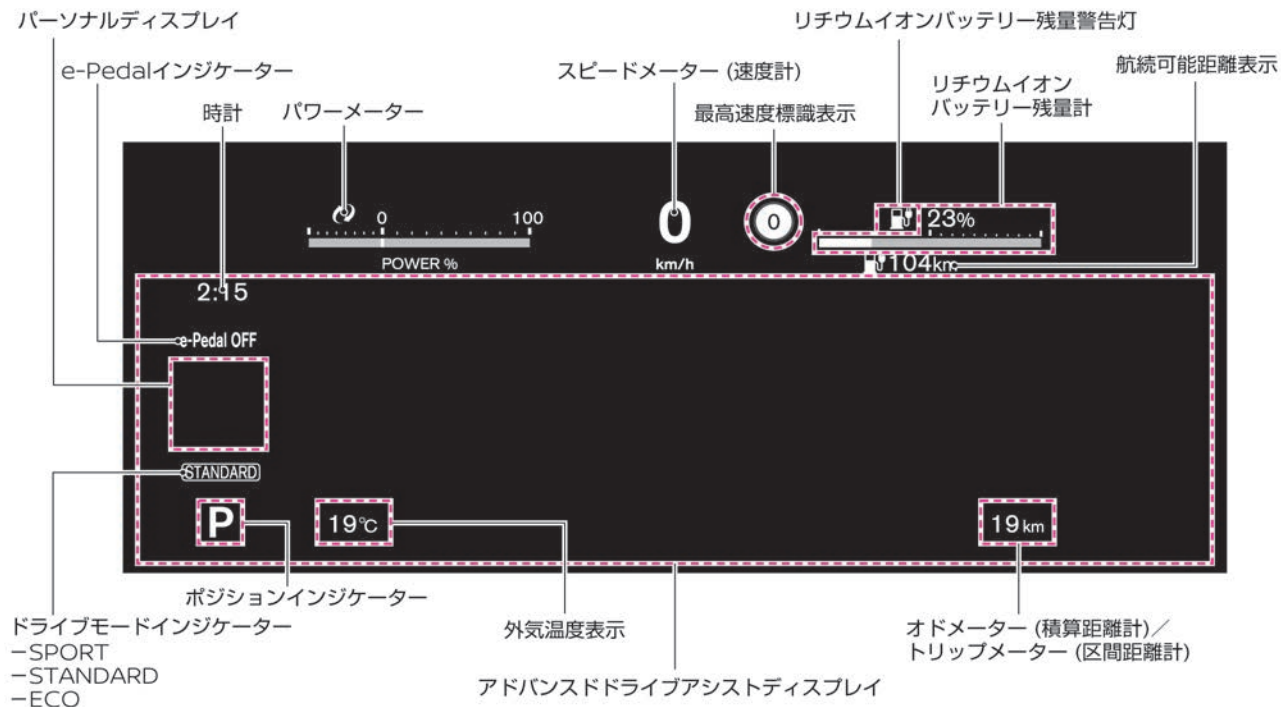 パーソナルディスプレイ
リチウムイオンバッテリー残量警告灯
e-Pedalインジケーター
スピードメーター (速度計)
航続可能距離表示
時計
パワーメーター
最高速度標識表示
リチウムイオン
バッテリー残量計
0
100
POWER %
0
km/h
0
23%
104km
2:15
e-Pedal OFF
STANDARD
P
19℃
19 km
ポジションインジケーター
ドライブモードインジケーター
−SPORT
−STANDARD
−ECO
外気温度表示
オドメーター (積算距離計)／
トリップメーター (区間距離計)
アドバンスドドライブアシストディスプレイ